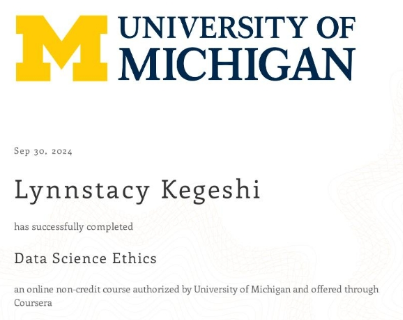 M UNIVERSITY OF
MICHIGAN
Sep 30, 2024
Lynnstacy Kegeshi
has successfully completed
Data Science Ethics
an online non-credit course authorized by University of Michigan and offered through
Coursera